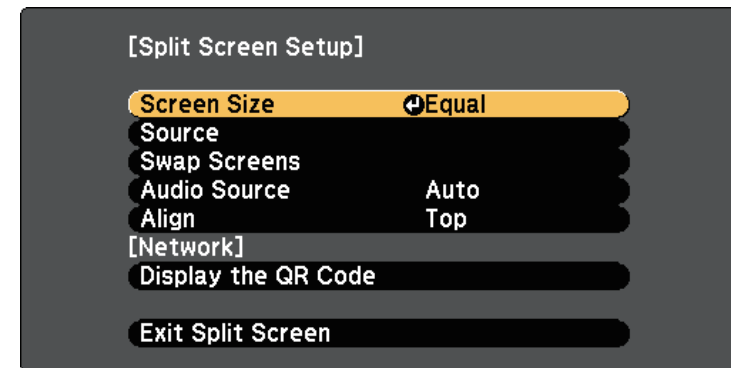 [Split Screen Setup]
Screen Size Equal
Source
Swap Screens
Audio Source Auto
Align Top
[Network]
Display the QR Code
Exit Split Screen